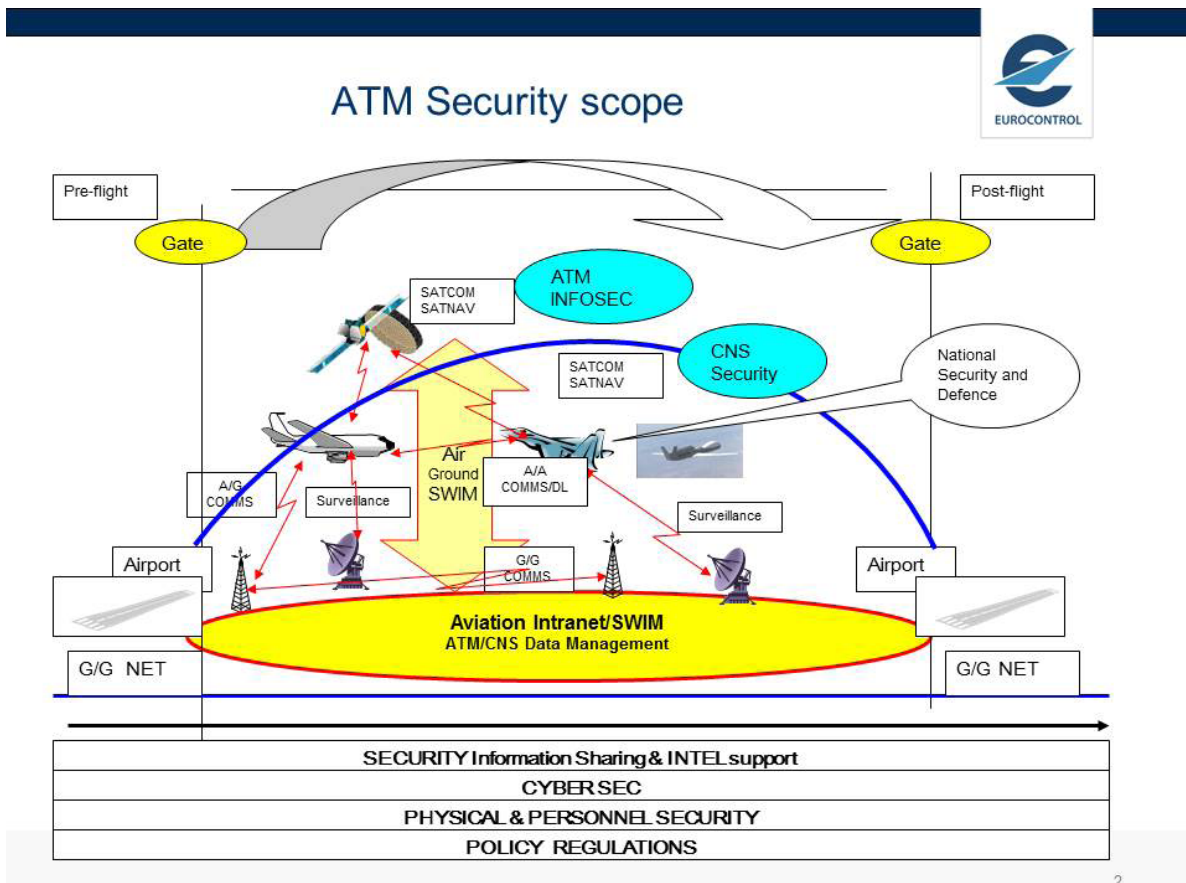 EUROCONTROL
ATM Security scope
Pre-flight
Post-flight
Gate
Gate
SATCOM
SATNAV
ATM
INFOSEC
SATCOM
SATNAV
CNS
Security
National
Security and
Defence
Air
Ground
SWIM
A/G
COMMS
Surveillance
A/A
COMMS/DL
Surveillance
G/G
COMMS
Airport
Airport
Aviation Intranet/SWIM
ATM/CNS Data Management
G/G NET
G/G NET
SECURITY Information Sharing & INTEL support
CYBER SEC
PHYSICAL & PERSONNEL SECURITY
POLICY REGULATIONS
2